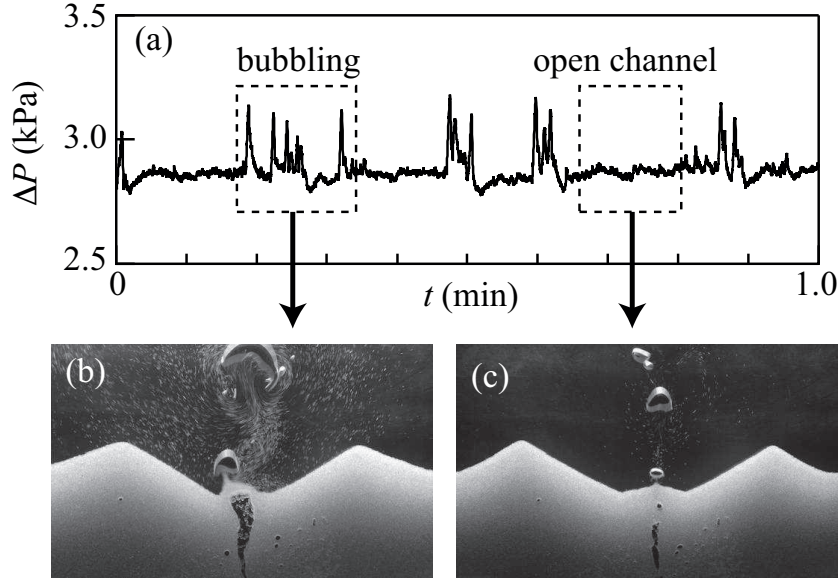 (a)
bubbling
open channel
3.5
3.0
2.5
ΔP (kPa)
0
t (min)
1.0
(b)
(c)